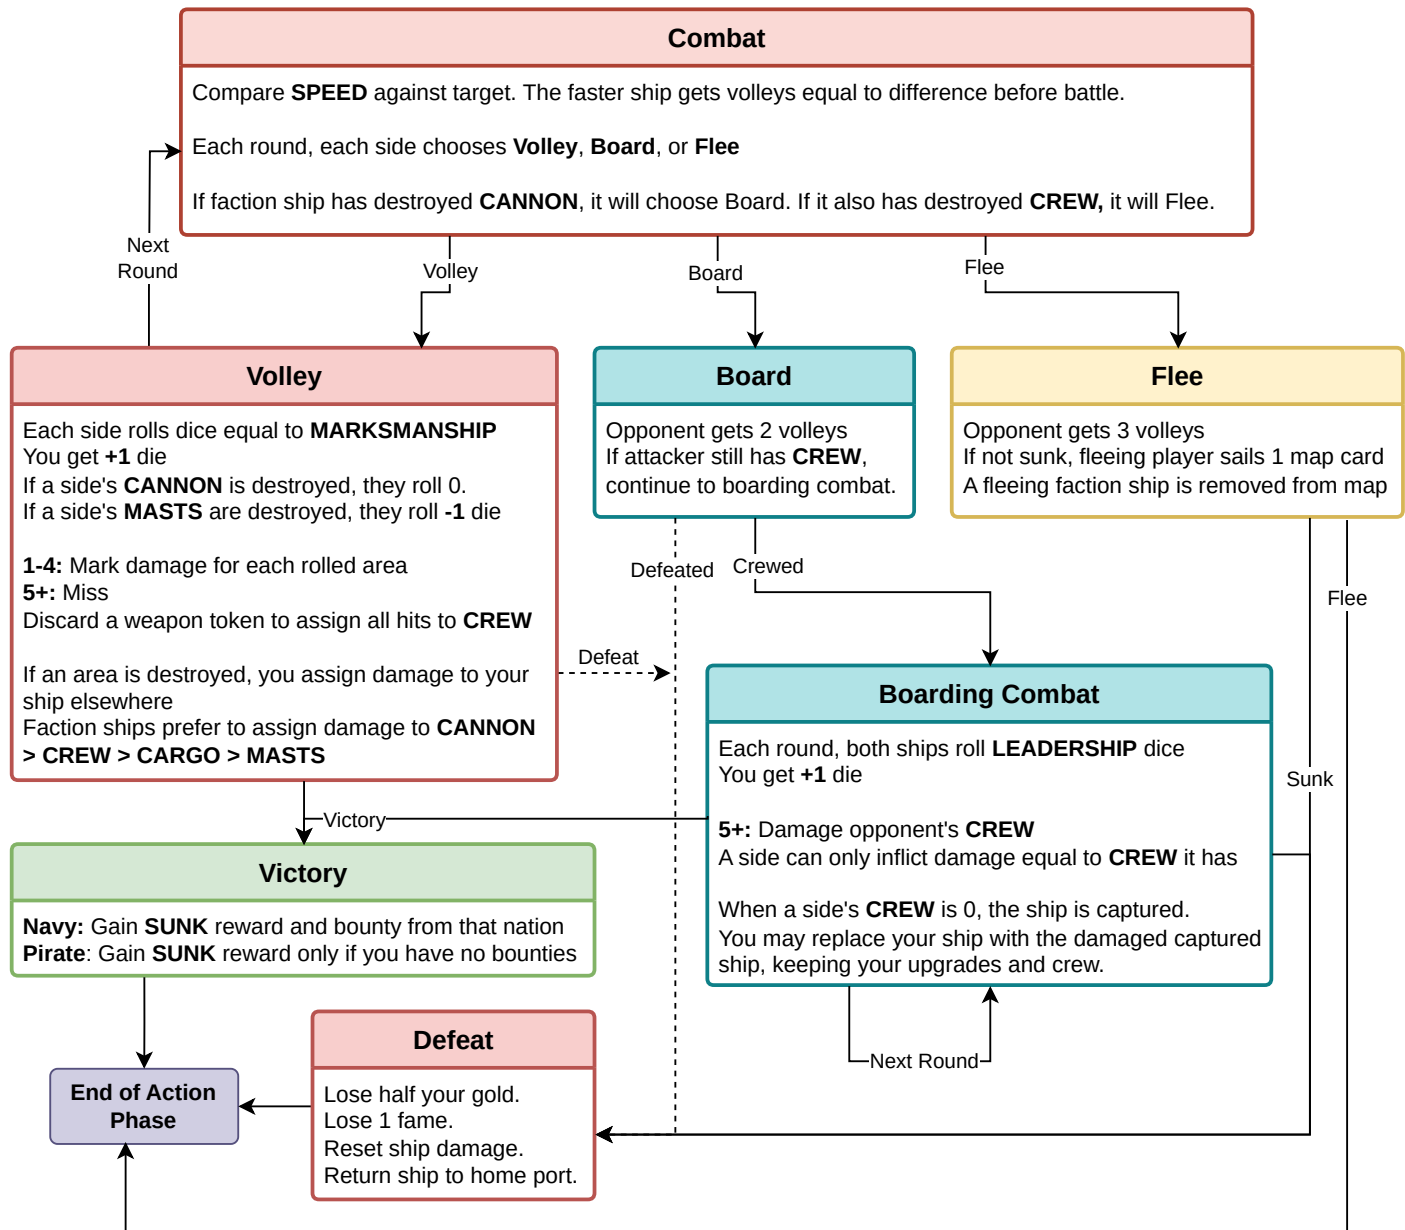 Combat
Compare SPEED against target. The faster ship gets volleys equal to difference before battle.
Each round, each side chooses Volley, Board, or Flee
If faction ship has destroyed CANNON, it will choose Board. If it also has destroyed CREW, it will Flee.
Next
Round
Volley
Board
Flee
Volley
Each side rolls dice equal to MARKSMANSHIP
You get +1 die
If a side's CANNON is destroyed, they roll 0.
If a side's MASTS are destroyed, they roll -1 die
1-4: Mark damage for each rolled area
5+: Miss
Discard a weapon token to assign all hits to CREW
If an area is destroyed, you assign damage to your
ship elsewhere
Faction ships prefer to assign damage to CANNON
> CREW > CARGO > MASTS
Board
Opponent gets 2 volleys
If attacker still has CREW,
continue to boarding combat.
Flee
Opponent gets 3 volleys
If not sunk, fleeing player sails 1 map card
A fleeing faction ship is removed from map
Defeated
Crewed
Flee
Defeat
Boarding Combat
Each round, both ships roll LEADERSHIP dice
You get +1 die
5+: Damage opponent's CREW
A side can only inflict damage equal to CREW it has
When a side's CREW is 0, the ship is captured.
You may replace your ship with the damaged captured
ship, keeping your upgrades and crew.
Sunk
Victory
Victory
Navy: Gain SUNK reward and bounty from that nation
Pirate: Gain SUNK reward only if you have no bounties
Next Round
Defeat
Lose half your gold.
Lose 1 fame.
Reset ship damage.
Return ship to home port.
End of Action
Phase